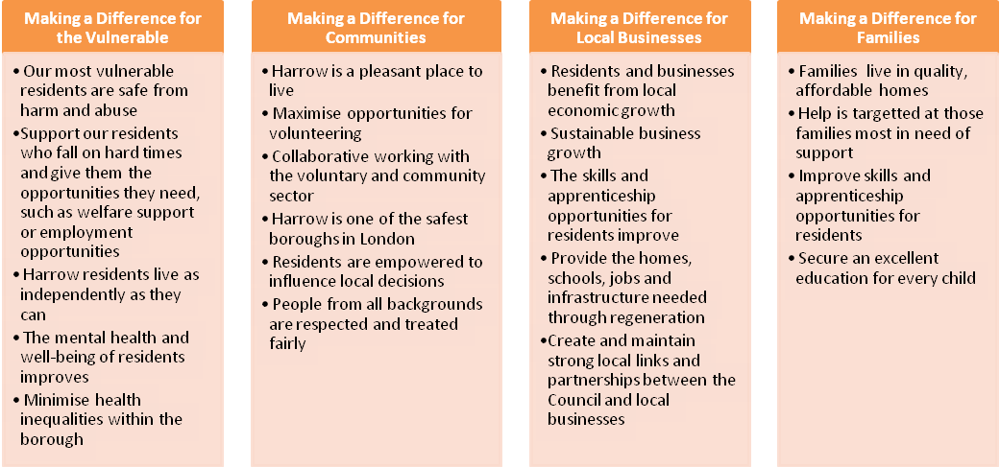 Making a Difference for
the Vulnerable
• Our most vulnerable
residents are safe from
harm and abuse
• Support our residents
who fall on hard times
and give them the
opportunities they need,
such as welfare support
or employment
opportunities
• Harrow residents live as
independently as they
can
• The mental health and
well-being of residents
improves
• Minimise health
inequalities within the
borough
Making a Difference for
Communities
• Harrow is a pleasant place to
live
• Maximise opportunities for
volunteering
• Collaborative working with
the voluntary and community
sector
• Harrow is one of the safest
boroughs in London
• Residents are empowered to
influence local decisions
• People from all backgrounds
are respected and treated
fairly
Making a Difference for
Local Businesses
• Residents and businesses
benefit from local
economic growth
• Sustainable business
growth
• The skills and
apprenticeship
opportunities for
residents improve
• Provide the homes,
schools, jobs and
infrastructure needed
through regeneration
• Create and maintain
strong local links and
partnerships between the
Council and local
businesses
Making a Difference for
Families
• Families live in quality,
affordable homes
• Help is targetted at those
families most in need of
support
• Improve skills and
apprenticeship
opportunities for
residents
• Secure an excellent
education for every child